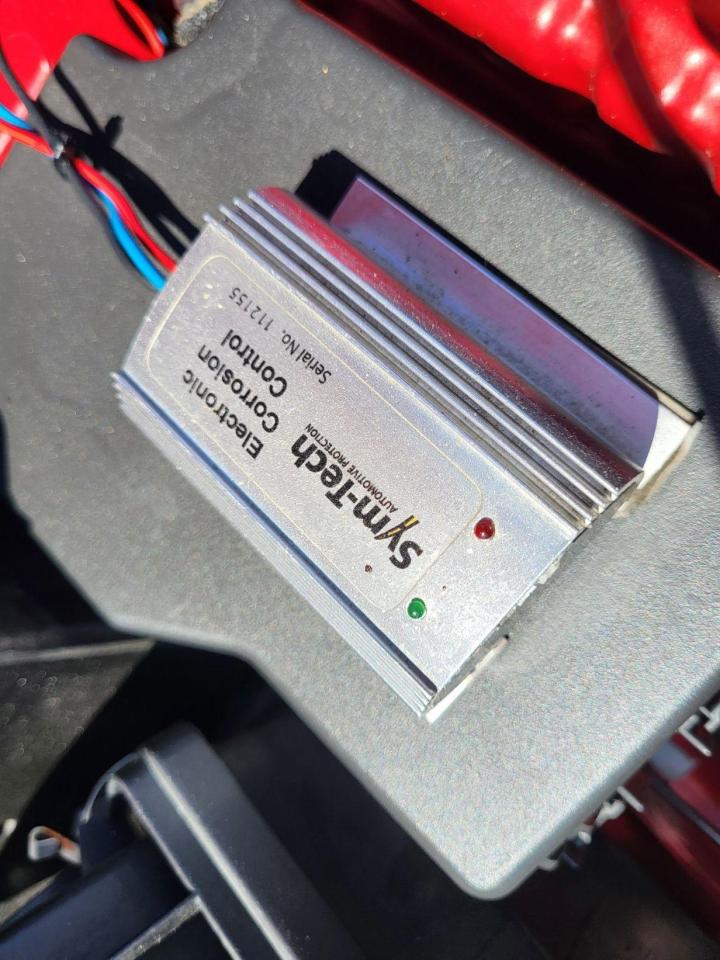 Sym-Tech
AUTOMOTIVE PROTECTION
Electronic
Corrosion
Control
Serial No. 112155